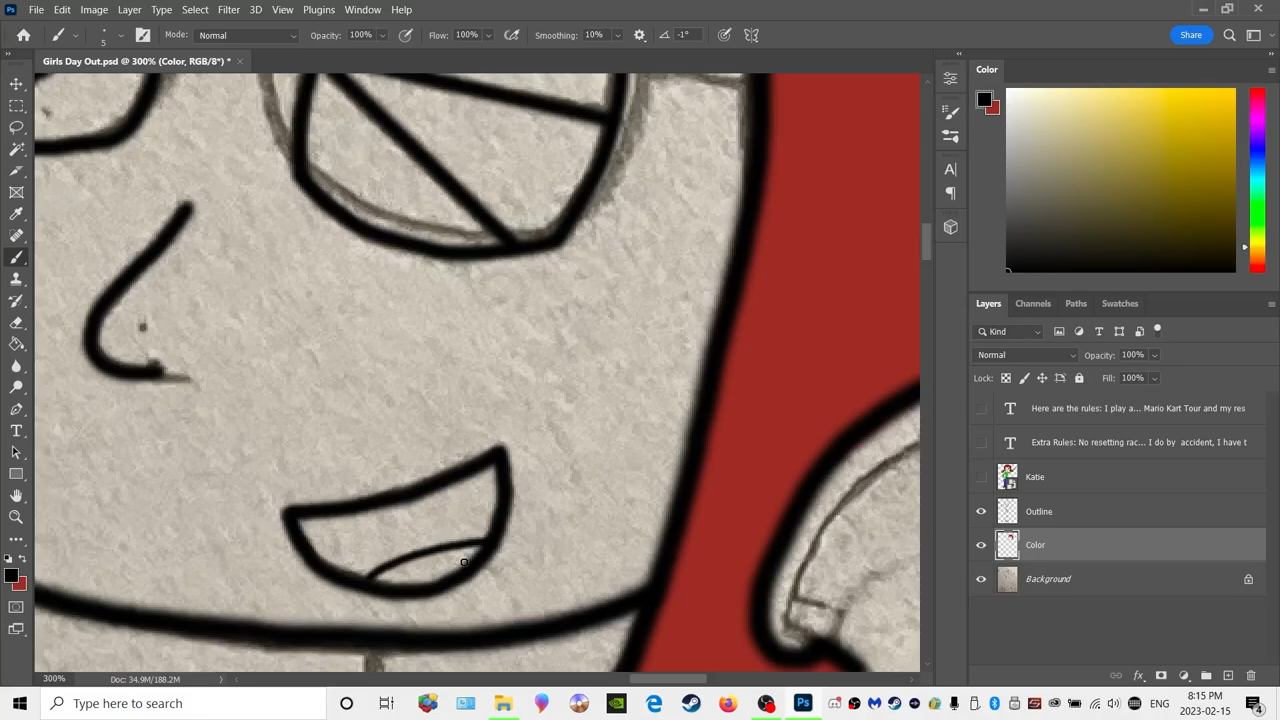 File Edit Image Layer Type Select Filter 3D View Plugins Window Help
5 Mode: Normal Opacity: 100% Flow: 100% Smoothing: 10% -1° Share
Girls Day Out.psd @ 300% (Color, RGB/8*) *
Color
Layers Channels Paths Swatches
Kind
Normal Opacity: 100%
Lock: Fill: 100%
Here are the rules: I play a... Mario Kart Tour and my res
Extra Rules: No resetting rac... I do by accident, I have t
Katie
Outline
Color
Background
300% Doc: 34.9M/188.2M
Type here to search
ENG
8:15 PM
2023-02-15
4